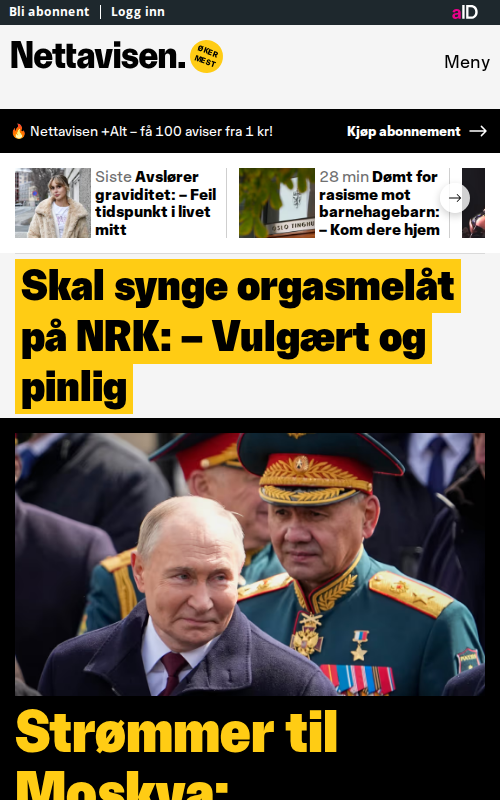 Bli abonnent
Logg inn
aID
Nettavisen.
ØKER
MEST
Meny
🔥 Nettavisen +Alt – få 100 aviser fra 1 kr!
Kjøp abonnement
Siste Avslører
graviditet: – Feil
tidspunkt i livet
mitt
28 min Dømt for
rasisme mot
barnehagebarn:
– Kom dere hjem
Skal synge orgasmelåt
på NRK: – Vulgært og
pinlig
Strømmer til
Moskva: